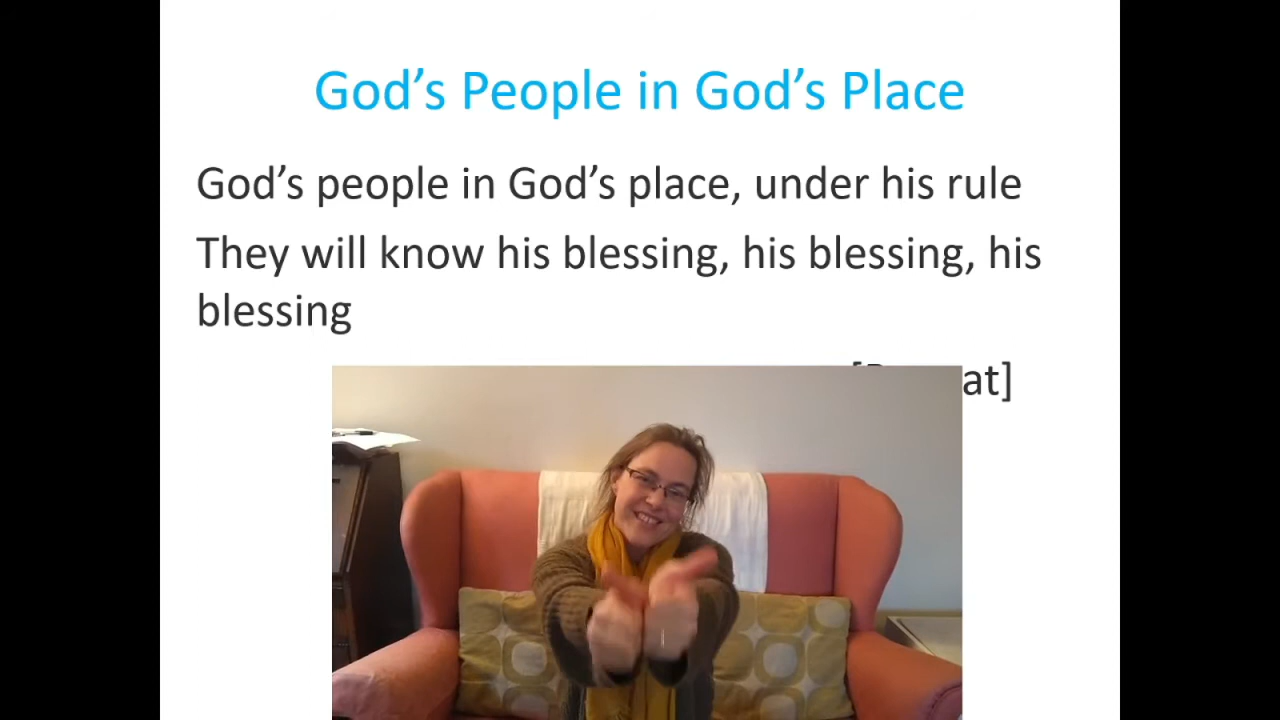 God’s People in God’s Place
God’s people in God’s place, under his rule
They will know his blessing, his blessing, his
blessing